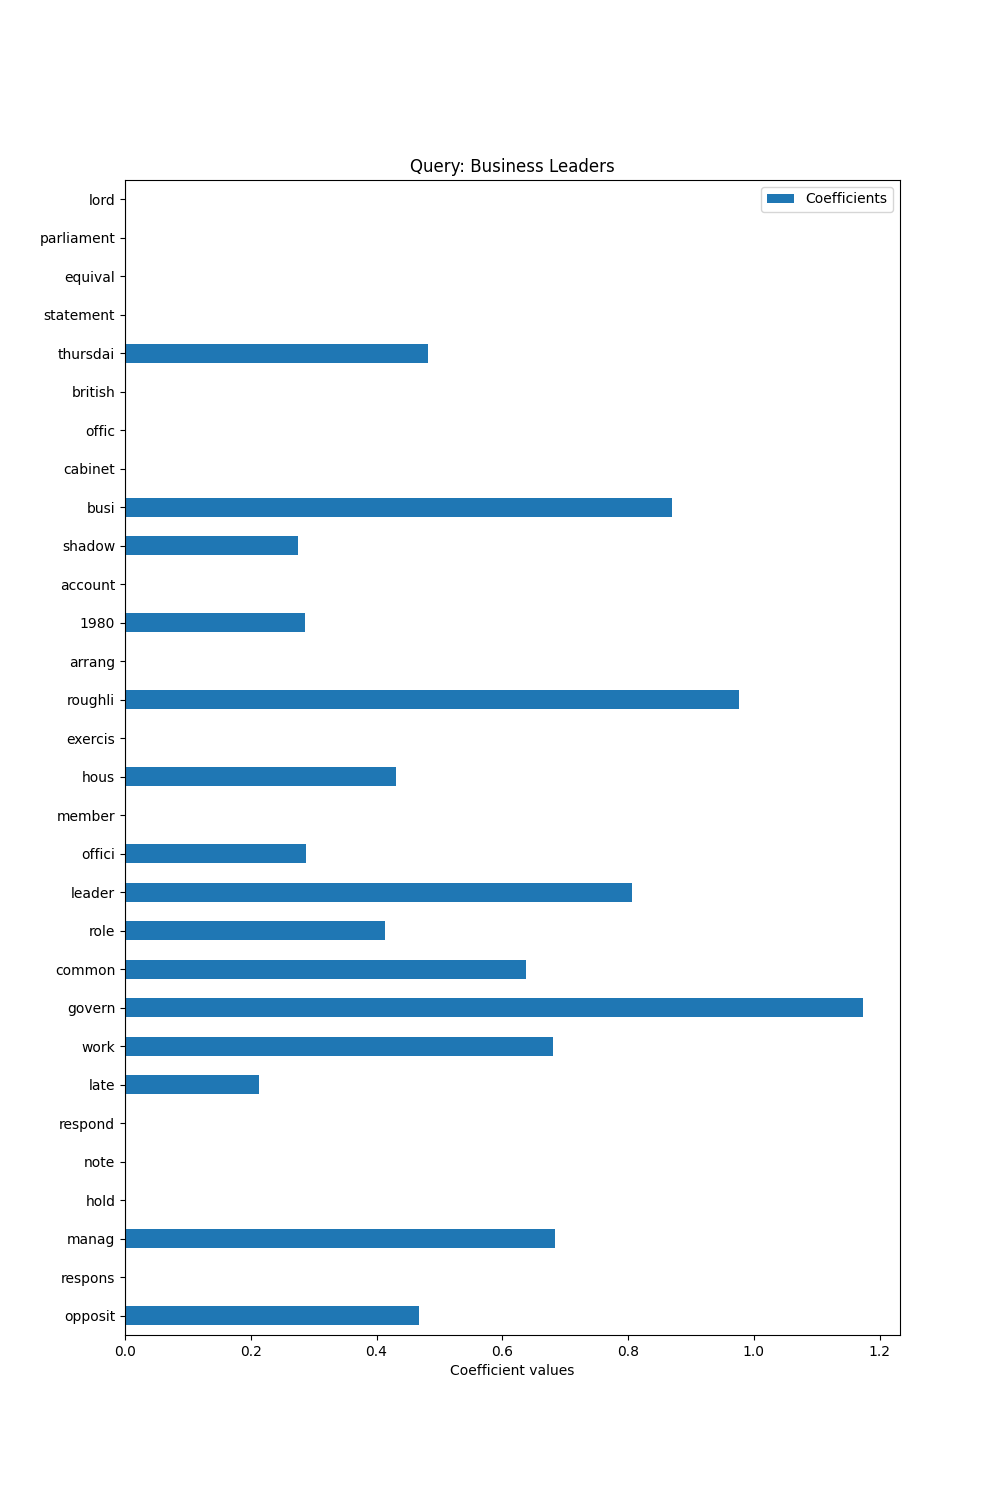 Query: Business Leaders
Coefficients
lord
parliament
equival
statement
thursdai
british
offic
cabinet
busi
shadow
account
1980
arrang
roughli
exercis
hous
member
offici
leader
role
common
govern
work
late
respond
note
hold
manag
respons
opposit
0.0 0.2 0.4 0.6 0.8 1.0 1.2
Coefficient values